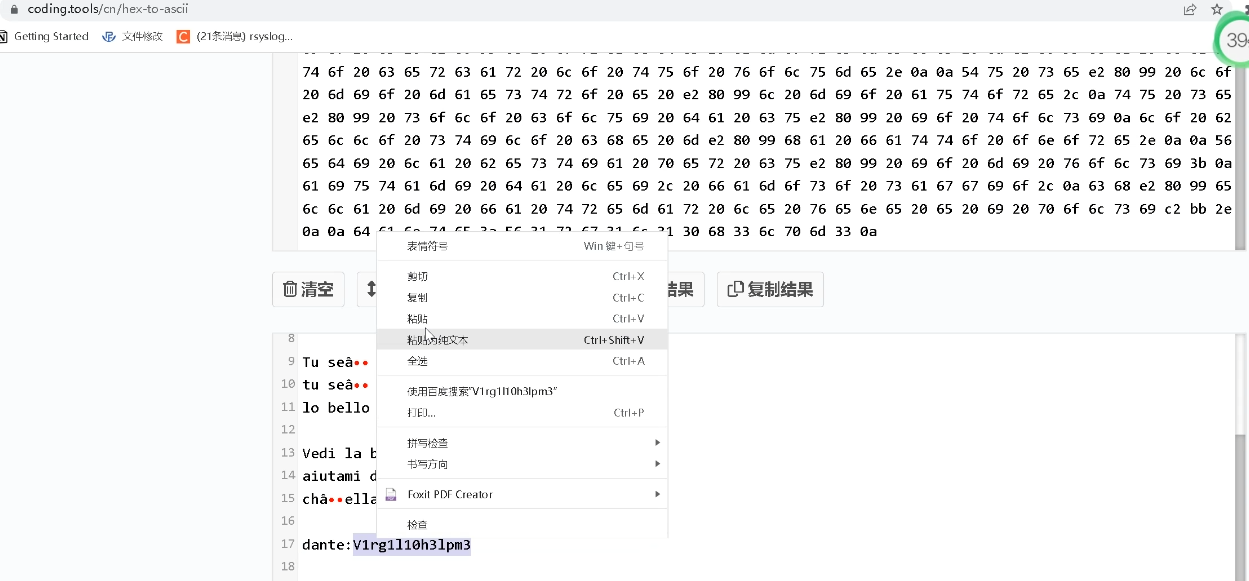 coding.tools/cn/hex-to-ascii
Getting Started 文件修改 (21条消息) rsyslog...
39
74 6f 20 63 65 72 63 61 72 20 6c 6f 20 74 75 6f 20 76 6f 6c 75 6d 65 2e 0a 0a 54 75 20 73 65 e2 80 99 20 6c 6f
20 6d 69 6f 20 6d 61 65 73 74 72 6f 20 65 20 e2 80 99 6c 20 6d 69 6f 20 61 75 74 6f 72 65 2c 0a 74 75 20 73 65
e2 80 99 20 73 6f 6c 6f 20 63 6f 6c 75 69 20 64 61 20 63 75 e2 80 99 20 69 6f 20 74 6f 6c 73 69 0a 6c 6f 20 62
65 6c 6c 6f 20 73 74 69 6c 6f 20 63 68 65 20 6d e2 80 99 68 61 20 66 61 74 74 6f 20 6f 6e 6f 72 65 2e 0a 0a 56
65 64 69 20 6c 61 20 62 65 73 74 69 61 20 70 65 72 20 63 75 e2 80 99 20 69 6f 20 6d 69 20 76 6f 6c 73 69 3b 0a
61 69 75 74 61 6d 69 20 64 61 20 6c 65 69 2c 20 66 61 6d 6f 73 6f 20 73 61 67 67 69 6f 2c 0a 63 68 e2 80 99 65
6c 6c 61 20 6d 69 20 66 61 20 74 72 65 6d 61 72 20 6c 65 20 76 65 6e 65 20 65 20 69 20 70 6f 6c 73 69 c2 bb 2e
0a 0a 64 61 6e 74 65 3a 56 31 72 67 31 6c 31 30 68 33 6c 70 6d 33 0a
表情符号 Win 键+句号
剪切 Ctrl+X
复制 Ctrl+C
粘贴 Ctrl+V
粘贴为纯文本 Ctrl+Shift+V
全选 Ctrl+A
使用百度搜索"V1rg1l10h3lpm3"
打印... Ctrl+P
拼写检查
书写方向
Foxit PDF Creator
检查
清空 结果 复制结果
8
9 Tu seâ••
10 tu seâ••
11 lo bello
12
13 Vedi la b
14 aiutami d
15 châ••ella
16
17 dante:V1rg1l10h3lpm3
18